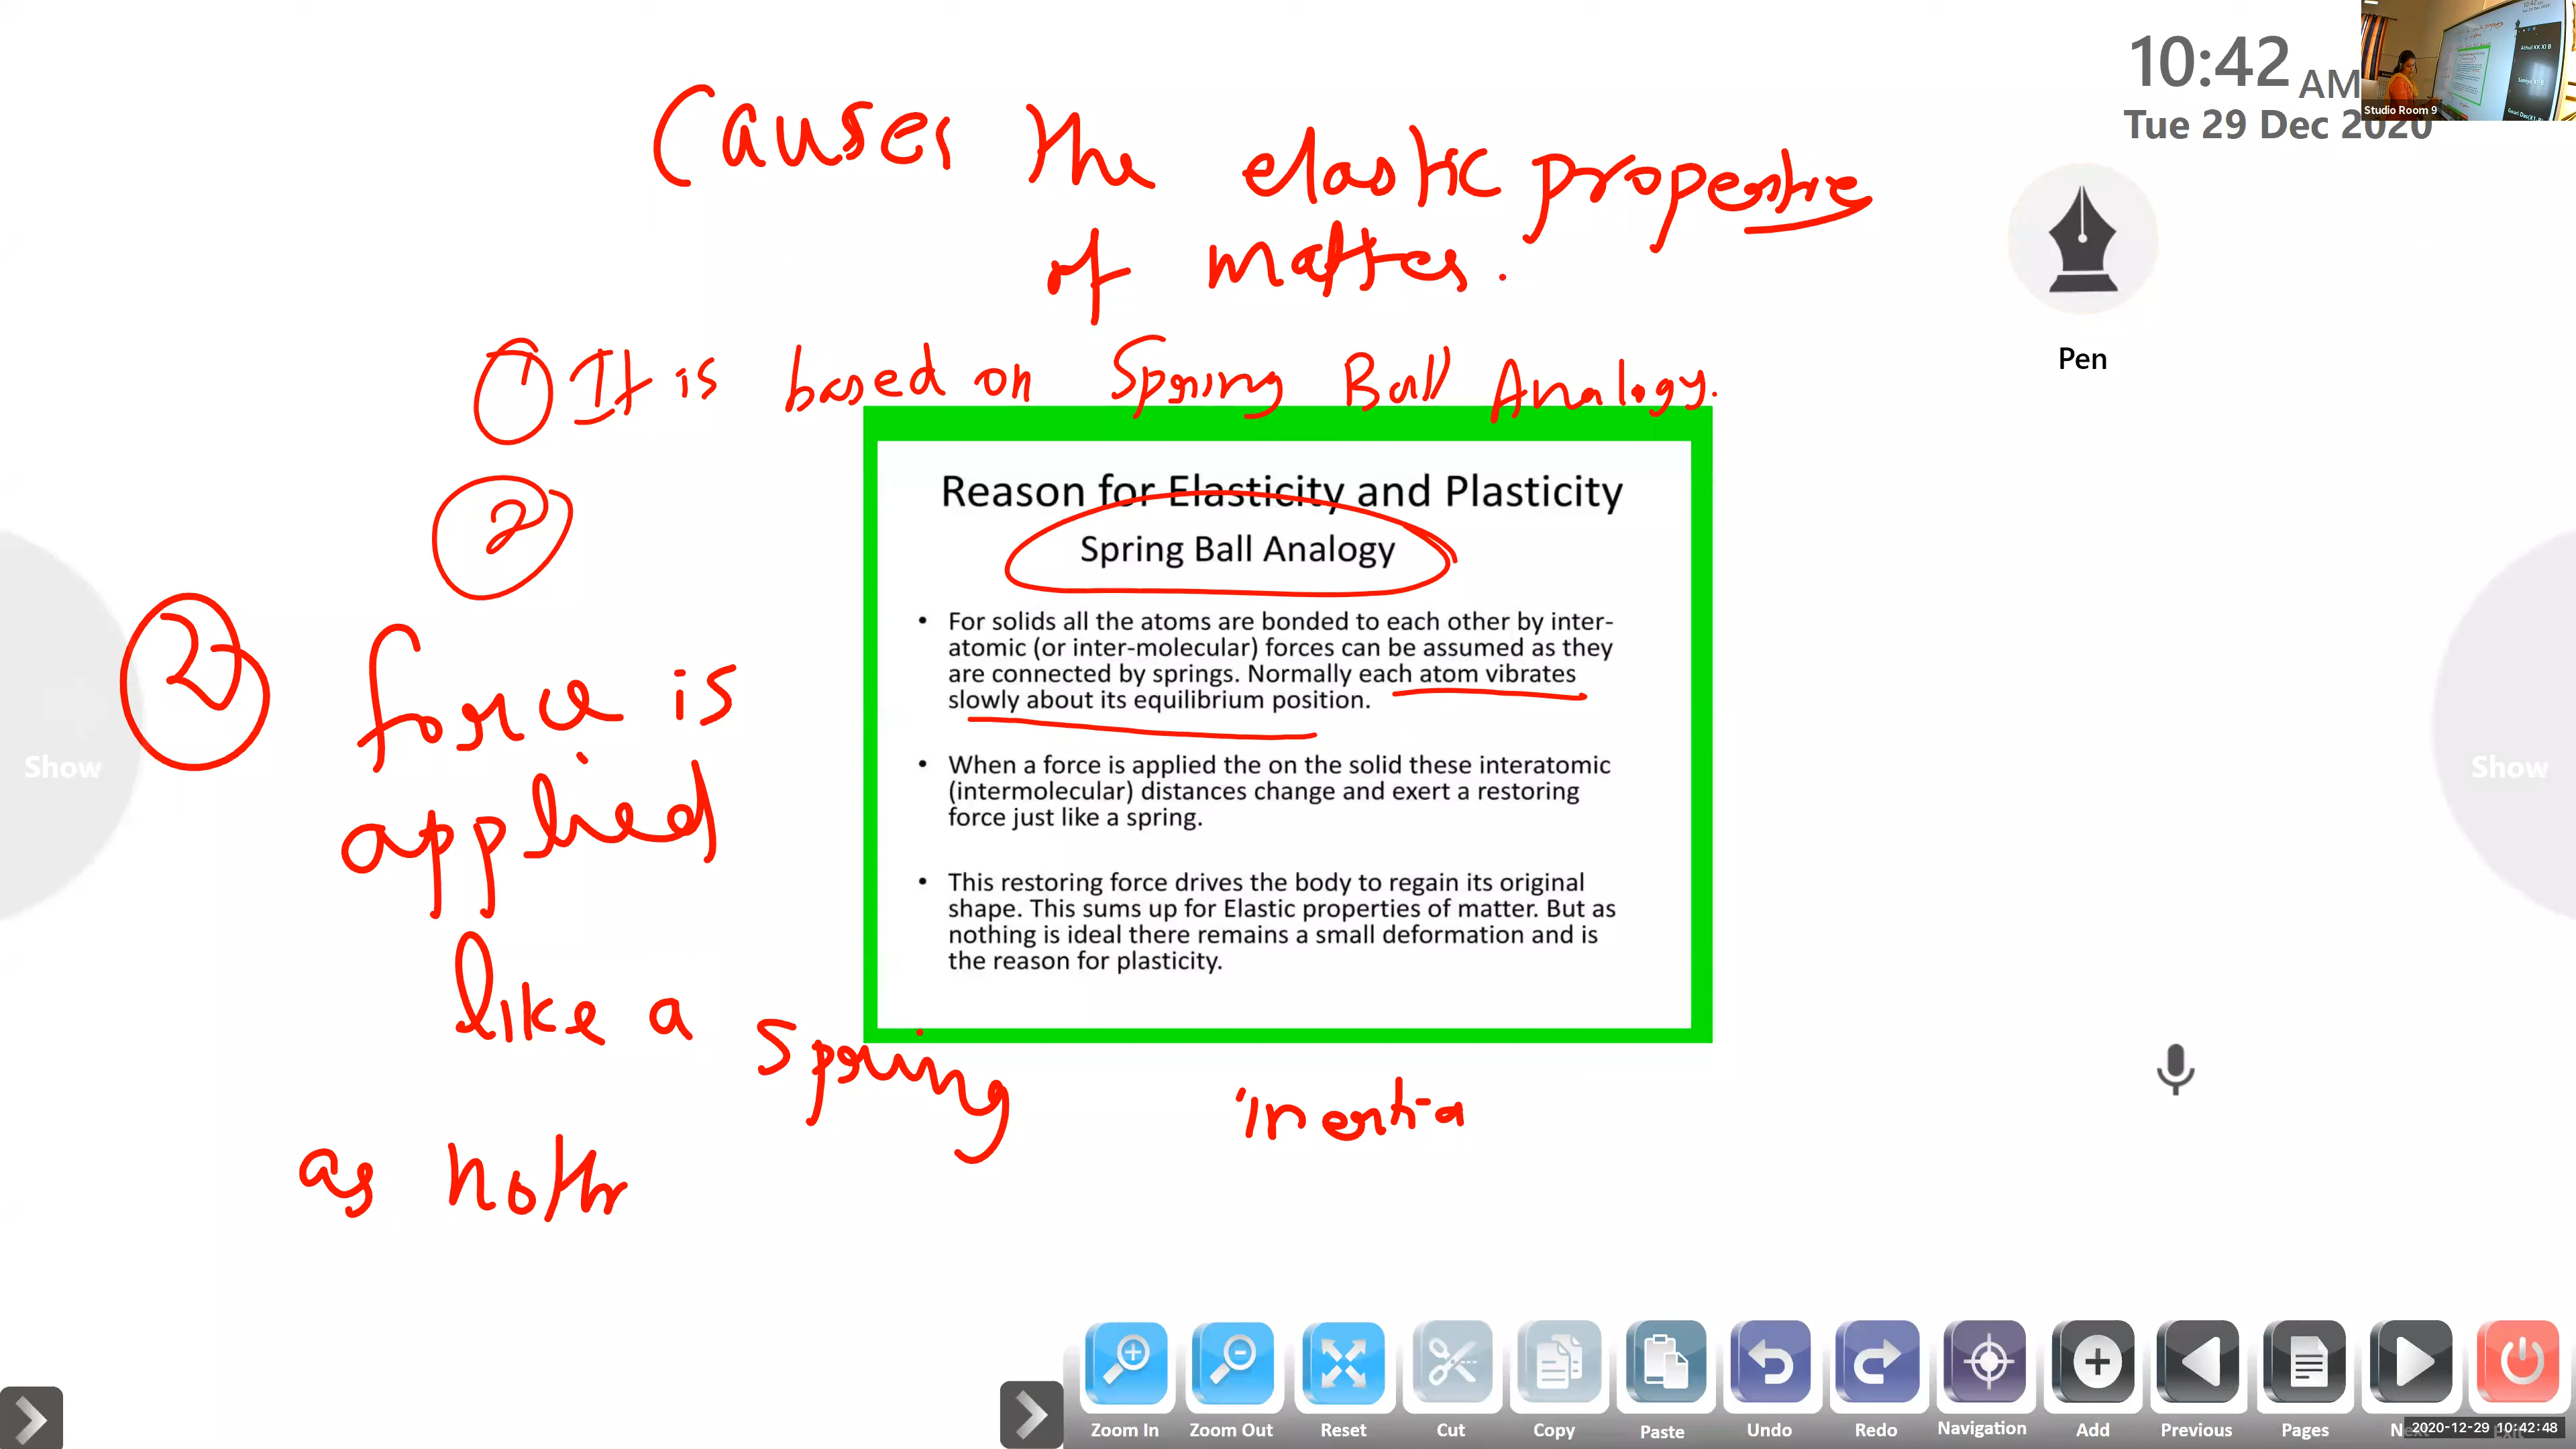 10:42 AM
Tue 29 Dec 2020
Studio Room 9
Athul KK XI B
Causes the elastic propertie
of matter.
Pen
1 It is based on Spring Ball Analogy.
2
Reason for Elasticity and Plasticity
Spring Ball Analogy
• For solids all the atoms are bonded to each other by inter-
atomic (or inter-molecular) forces can be assumed as they
are connected by springs. Normally each atom vibrates
slowly about its equilibrium position.
• When a force is applied the on the solid these interatomic
(intermolecular) distances change and exert a restoring
force just like a spring.
• This restoring force drives the body to regain its original
shape. This sums up for Elastic properties of matter. But as
nothing is ideal there remains a small deformation and is
the reason for plasticity.
2 force is
applied
like a spring
as noth
inertia
Show
Show
Zoom In Zoom Out Reset Cut Copy Paste Undo Redo Navigation Add Previous Pages
2020-12-29 10:42:48